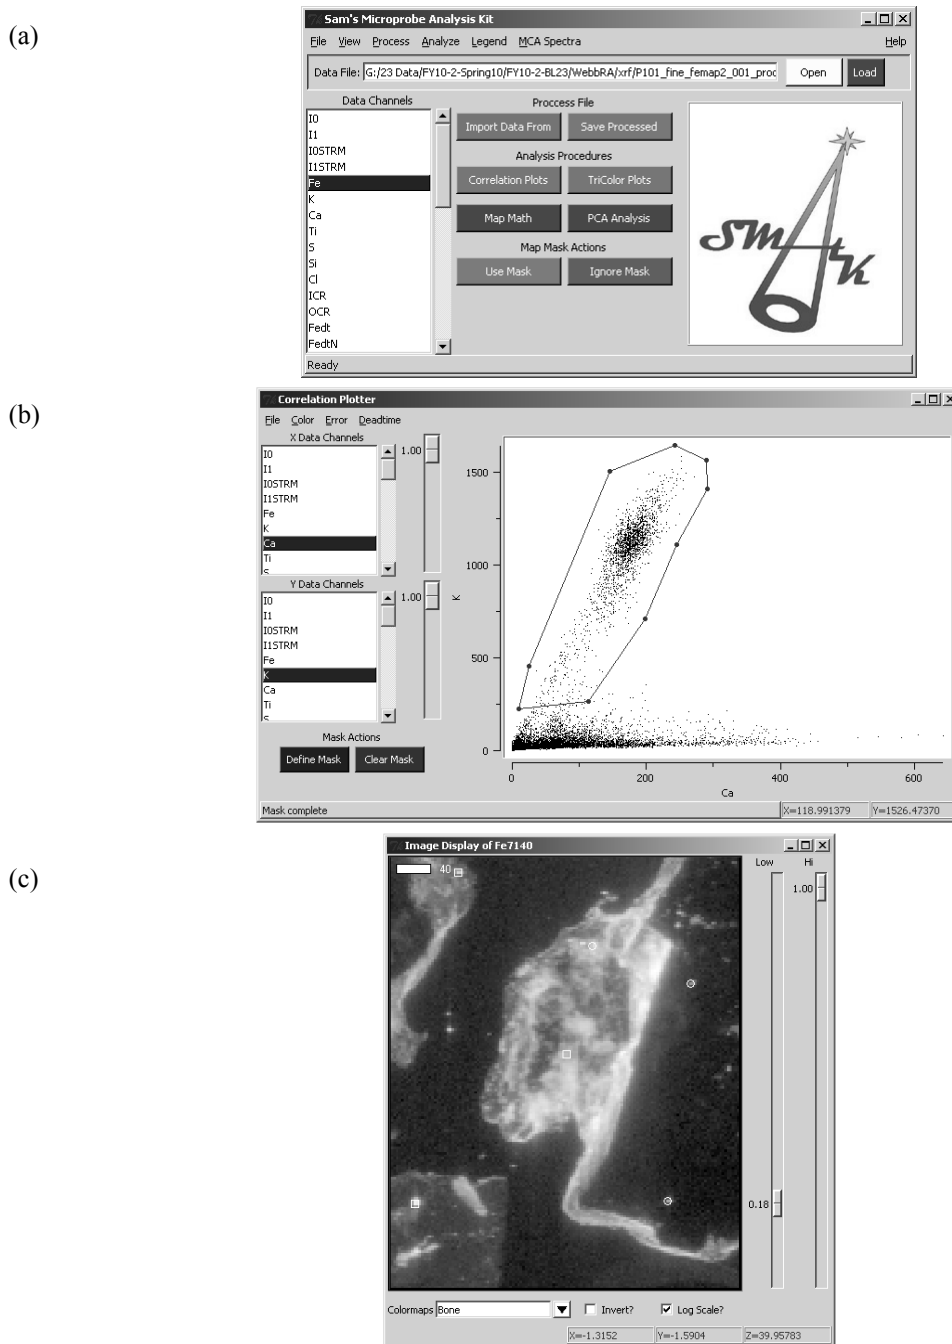 (a)
Sam's Microprobe Analysis Kit
File View Process Analyze Legend MCA Spectra Help
Data File: G:/23 Data/FY10-2-Spring10/FY10-2-BL23/WebbRA/xrf/P101_fine_femap2_001_proc Open Load
Data Channels
I0
I1
I0STRM
I1STRM
Fe
K
Ca
Ti
S
Si
Cl
ICR
OCR
Fedt
FedtN
Proccess File
Import Data From Save Processed
Analysis Procedures
Correlation Plots TriColor Plots
Map Math PCA Analysis
Map Mask Actions
Use Mask Ignore Mask
SMAK
Ready
(b)
Correlation Plotter
File Color Error Deadtime
X Data Channels
I0
I1
I0STRM
I1STRM
Fe
K
Ca
Ti
S
1.00
Y Data Channels
I0
I1
I0STRM
I1STRM
Fe
K
Ca
Ti
S
1.00
Mask Actions
Define Mask Clear Mask
K
1500
1000
500
0
0 200 400 600
Ca
Mask complete X=118.991379 Y=1526.47370
(c)
Image Display of Fe7140
40
Low Hi
1.00
0.18
Colormaps Bone Invert? Log Scale?
X=-1.3152 Y=-1.5904 Z=39.95783